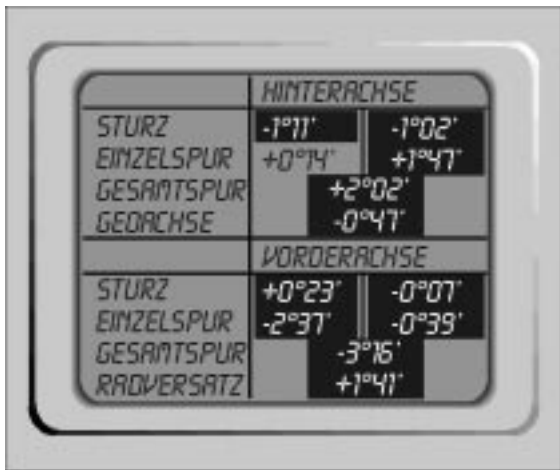 HINTERACHSE
STURZ -1°11' -1°02'
EINZELSPUR +0°14' +1°47'
GESAMTSPUR +2°02'
GEOACHSE -0°47'
VORDERACHSE
STURZ +0°23' -0°07'
EINZELSPUR -2°37' -0°39'
GESAMTSPUR -3°16'
RADVERSATZ +1°41'